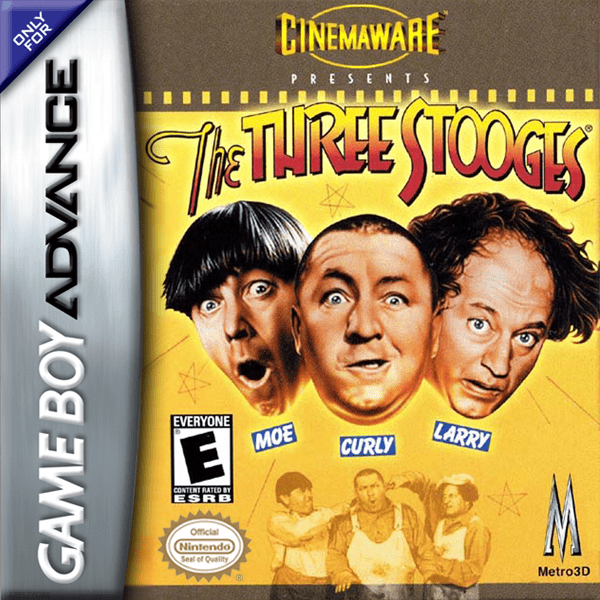 ONLY
FOR
GAME BOY ADVANCE
CINEMAWARE
PRESENTS
The THREE STOOGES®
MOE
CURLY
LARRY
EVERYONE
E
CONTENT RATED BY
ESRB
Official
Nintendo
Seal of Quality
Metro3D